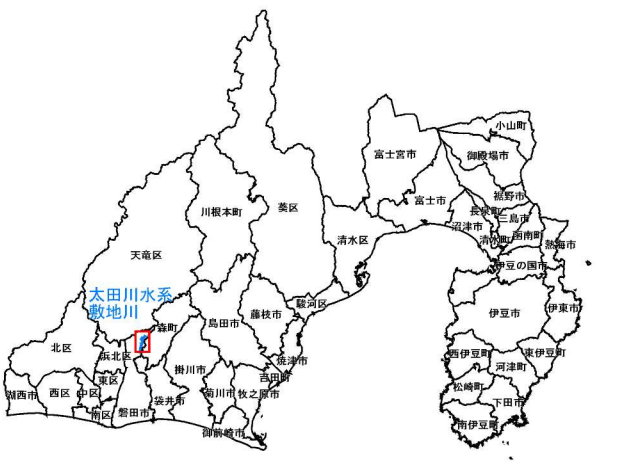 小山町
富士宮市
御殿場市
裾野市
富士市
長泉町
三島市
沼津市
清水町
函南町
熱海市
伊豆の国市
川根本町
葵区
清水区
天竜区
太田川水系
敷地川
駿河区
伊豆市
伊東市
森町
島田市
藤枝市
北区
浜北区
焼津市
西伊豆町
東伊豆町
河津町
掛川市
吉田町
東区
湖西市
西区
中区
菊川市
牧之原市
松崎町
袋井市
下田市
南区
磐田市
南伊豆町
御前崎市